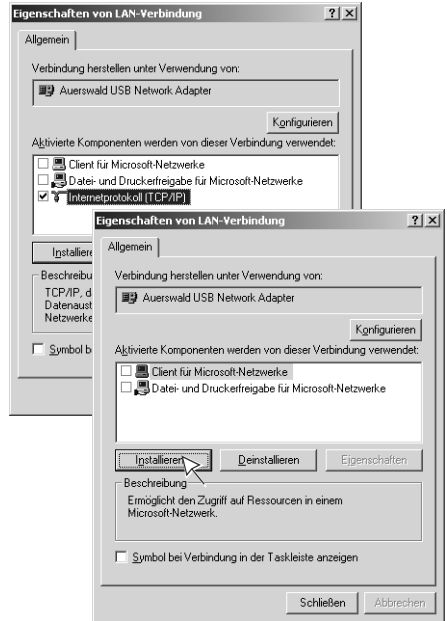 Eigenschaften von LAN-Verbindung
Allgemein
Verbindung herstellen unter Verwendung von:
Auerswald USB Network Adapter
Konfigurieren
Aktivierte Komponenten werden von dieser Verbindung verwendet:
Client für Microsoft-Netzwerke
Datei- und Druckerfreigabe für Microsoft-Netzwerke
Internetprotokoll (TCP/IP)
Installiere
Beschreibu
TCP/IP, d
Datenaust
Netzwerke
Symbol b
Eigenschaften von LAN-Verbindung
Allgemein
Verbindung herstellen unter Verwendung von:
Auerswald USB Network Adapter
Konfigurieren
Aktivierte Komponenten werden von dieser Verbindung verwendet:
Client für Microsoft-Netzwerke
Datei- und Druckerfreigabe für Microsoft-Netzwerke
Installieren Deinstallieren Eigenschaften
Beschreibung
Ermöglicht den Zugriff auf Ressourcen in einem
Microsoft-Netzwerk.
Symbol bei Verbindung in der Taskleiste anzeigen
Schließen Abbrechen